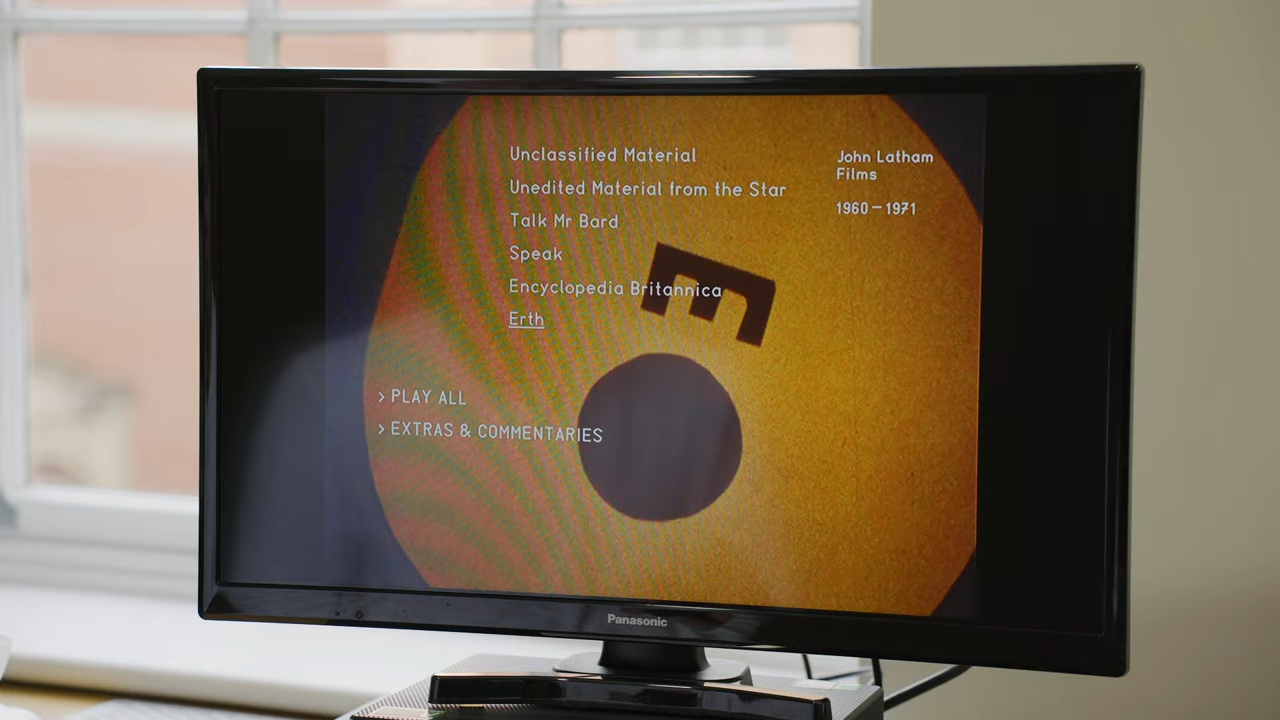 Unclassified Material
Unedited Material from the Star
Talk Mr Bard
Speak
Encyclopedia Britannica
Erth
John Latham
Films
1960–1971
E
> PLAY ALL
> EXTRAS & COMMENTARIES
Panasonic